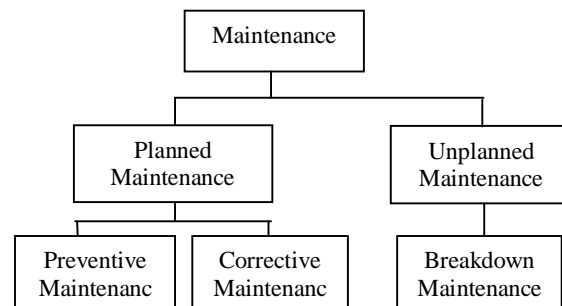 Maintenance
Planned
Maintenance
Unplanned
Maintenance
Preventive
Maintenanc
Corrective
Maintenanc
Breakdown
Maintenance